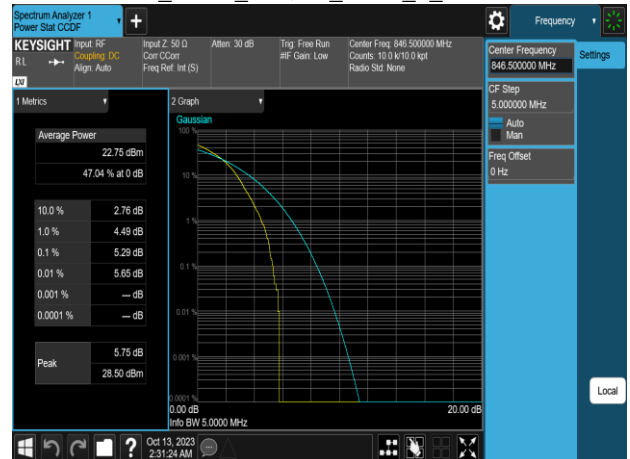 Spectrum Analyzer 1
Power Stat CCDF
+
Frequency
KEYSIGHT
Input: RF
Coupling: DC
Align: Auto
Input Z: 50 Ω
Corr CCorr
Freq Ref: Int (S)
Atten: 30 dB
Trig: Free Run
#IF Gain: Low
Center Freq: 846.500000 MHz
Counts: 10.0 k/10.0 kpt
Radio Std: None
RL
LXI
Center Frequency
846.500000 MHz
Settings
CF Step
5.000000 MHz
Auto
Man
Freq Offset
0 Hz
Local
1 Metrics
Average Power
22.75 dBm
47.04 % at 0 dB
10.0 % 2.76 dB
1.0 % 4.49 dB
0.1 % 5.29 dB
0.01 % 5.65 dB
0.001 % --- dB
0.0001 % --- dB
Peak 5.75 dB
28.50 dBm
2 Graph
Gaussian
100 %
10 %
1 %
0.1 %
0.01 %
0.001 %
0.0001 %
0.00 dB 20.00 dB
Info BW 5.0000 MHz
?
Oct 13, 2023
2:31:24 AM